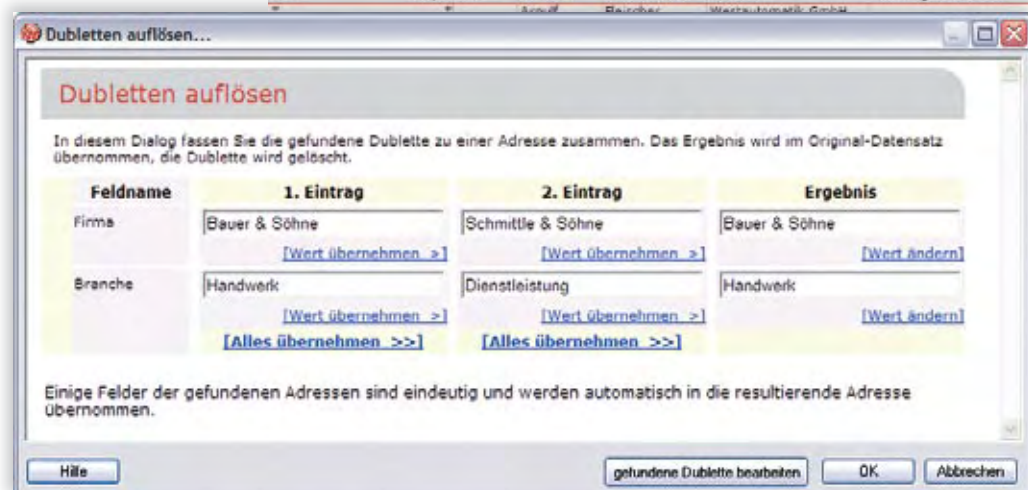 Arnulf Fleischer Wertautomatik GmbH
Dubletten auflösen...
Dubletten auflösen
In diesem Dialog fassen Sie die gefundene Dublette zu einer Adresse zusammen. Das Ergebnis wird im Original-Datensatz
übernommen, die Dublette wird gelöscht.
Feldname 1. Eintrag 2. Eintrag Ergebnis
Firma Bauer & Söhne Schmittle & Söhne Bauer & Söhne
[Wert übernehmen >] [Wert übernehmen >] [Wert ändern]
Branche Handwerk Dienstleistung Handwerk
[Wert übernehmen >] [Wert übernehmen >] [Wert ändern]
[Alles übernehmen >>] [Alles übernehmen >>]
Einige Felder der gefundenen Adressen sind eindeutig und werden automatisch in die resultierende Adresse
übernommen.
Hilfe gefundene Dublette bearbeiten OK Abbrechen